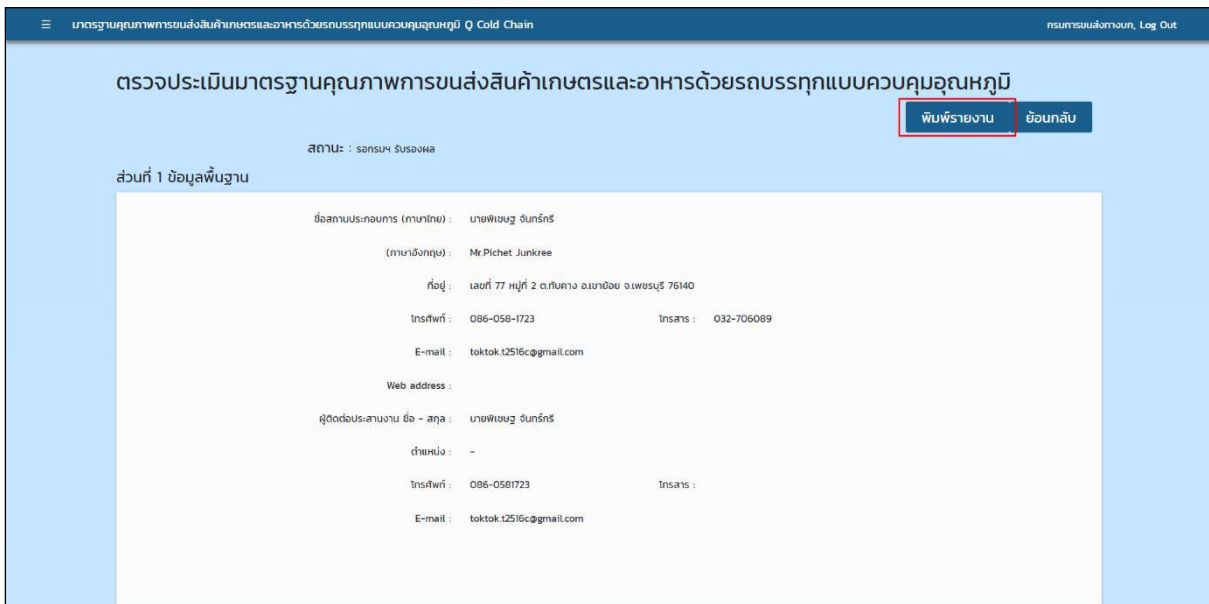 ☰ มาตรฐานคุณภาพการขนส่งสินค้าเกษตรและอาหารด้วยรถบรรทุกแบบควบคุมอุณหภูมิ Q Cold Chain กรมการขนส่งทางบก, Log Out
ตรวจประเมินมาตรฐานคุณภาพการขนส่งสินค้าเกษตรและอาหารด้วยรถบรรทุกแบบควบคุมอุณหภูมิ
พิมพ์รายงาน ย้อนกลับ
สถานะ : รอกรมฯ รับรองผล
ส่วนที่ 1 ข้อมูลพื้นฐาน
ชื่อสถานประกอบการ (ภาษาไทย) : นายพิเชษฐ จันทร์กรี
(ภาษาอังกฤษ) : Mr.Pichet Junkree
ที่อยู่ : เลขที่ 77 หมู่ที่ 2 ต.ทับคาง อ.เขาย้อย จ.เพชรบุรี 76140
โทรศัพท์ : 086-058-1723 โทรสาร : 032-706089
E-mail : toktok.t2516c@gmail.com
Web address :
ผู้ติดต่อประสานงาน ชื่อ - สกุล : นายพิเชษฐ จันทร์กรี
ตำแหน่ง : -
โทรศัพท์ : 086-0581723 โทรสาร :
E-mail : toktok.t2516c@gmail.com